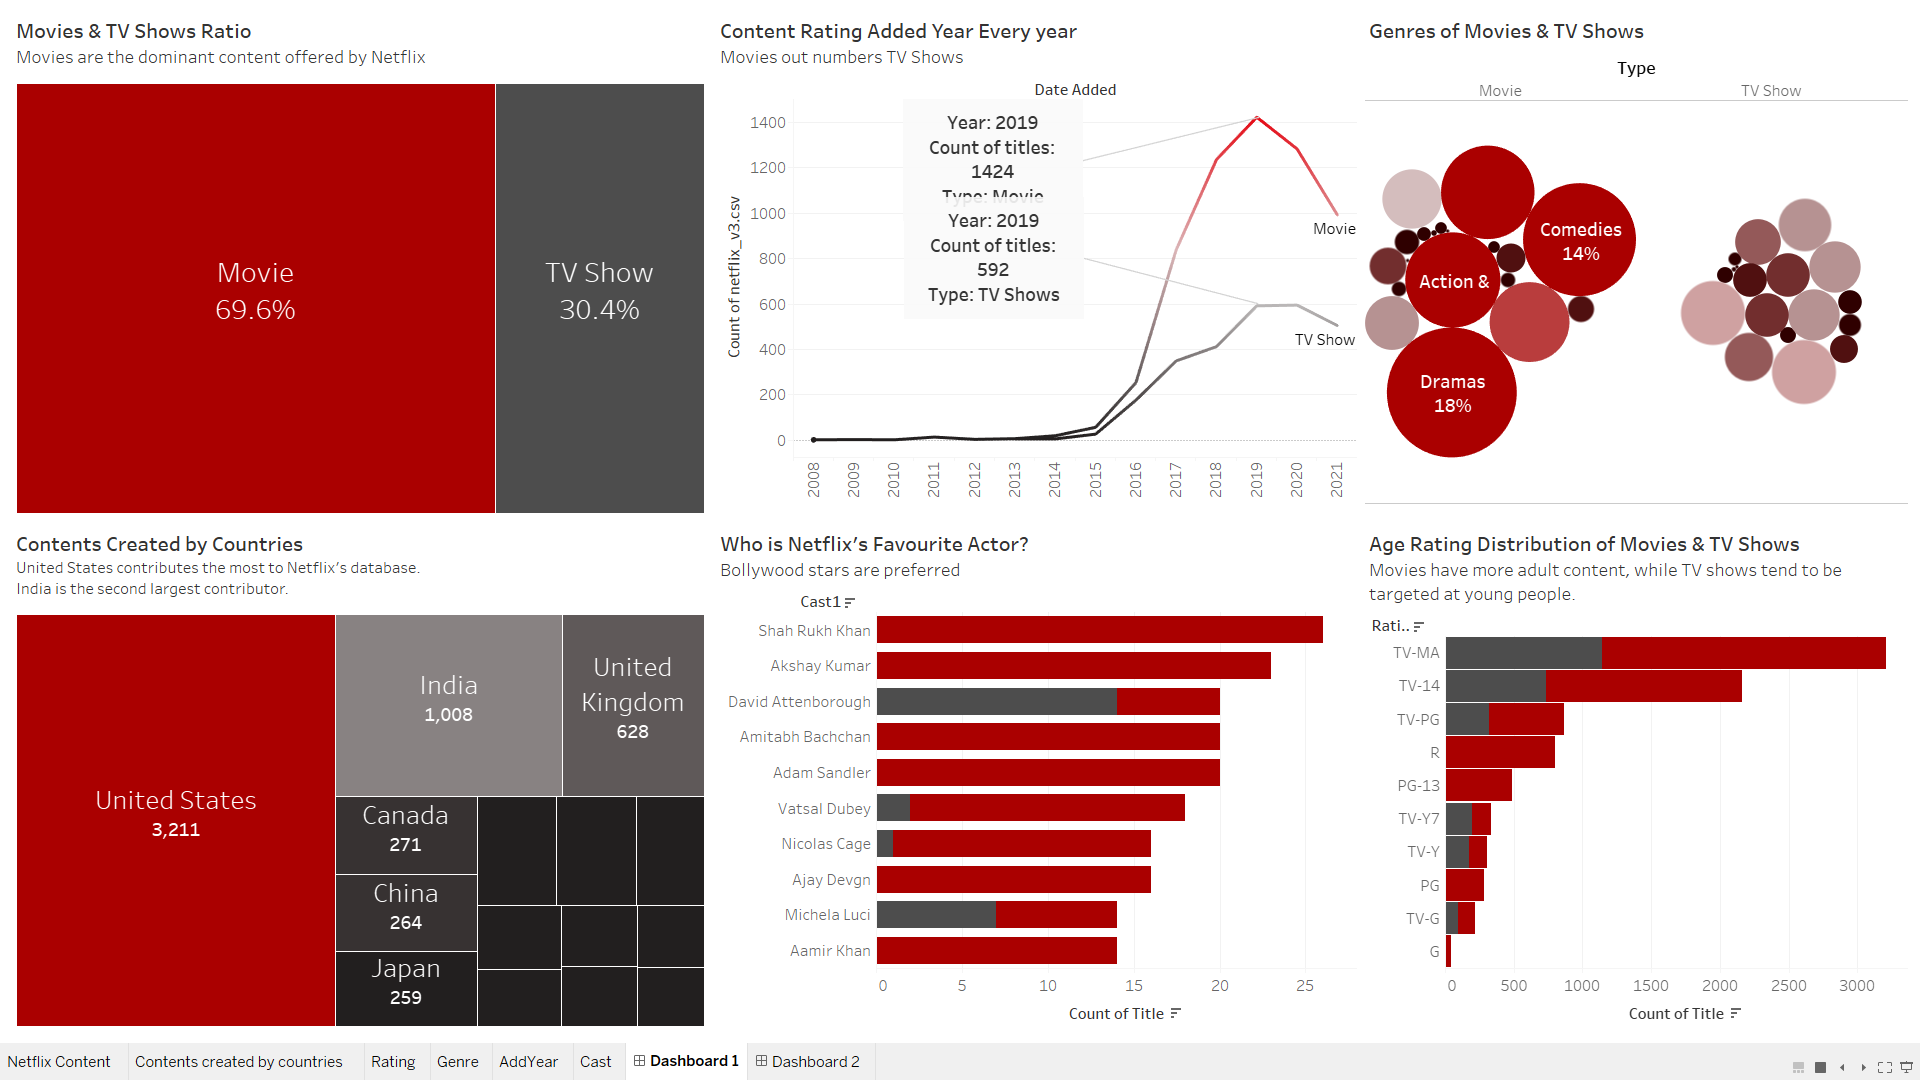 Movies & TV Shows Ratio
Movies are the dominant content offered by Netflix
Movie
69.6%
TV Show
30.4%
Content Rating Added Year Every year
Movies out numbers TV Shows
Date Added
Count of netflix_v3.csv
1400
1200
1000
800
600
400
200
0
Year: 2019
Count of titles:
1424
Type: Movie
Year: 2019
Count of titles:
592
Type: TV Shows
Movie
TV Show
2008
2009
2010
2011
2012
2013
2014
2015
2016
2017
2018
2019
2020
2021
Genres of Movies & TV Shows
Type
Movie
TV Show
Comedies
14%
Action &
Dramas
18%
Contents Created by Countries
United States contributes the most to Netflix's database.
India is the second largest contributor.
United States
3,211
India
1,008
United
Kingdom
628
Canada
271
China
264
Japan
259
Who is Netflix's Favourite Actor?
Bollywood stars are preferred
Cast1
Shah Rukh Khan
Akshay Kumar
David Attenborough
Amitabh Bachchan
Adam Sandler
Vatsal Dubey
Nicolas Cage
Ajay Devgn
Michela Luci
Aamir Khan
0 5 10 15 20 25
Count of Title
Age Rating Distribution of Movies & TV Shows
Movies have more adult content, while TV shows tend to be
targeted at young people.
Rati..
TV-MA
TV-14
TV-PG
R
PG-13
TV-Y7
TV-Y
PG
TV-G
G
0 500 1000 1500 2000 2500 3000
Count of Title
Netflix Content Contents created by countries Rating Genre AddYear Cast Dashboard 1 Dashboard 2